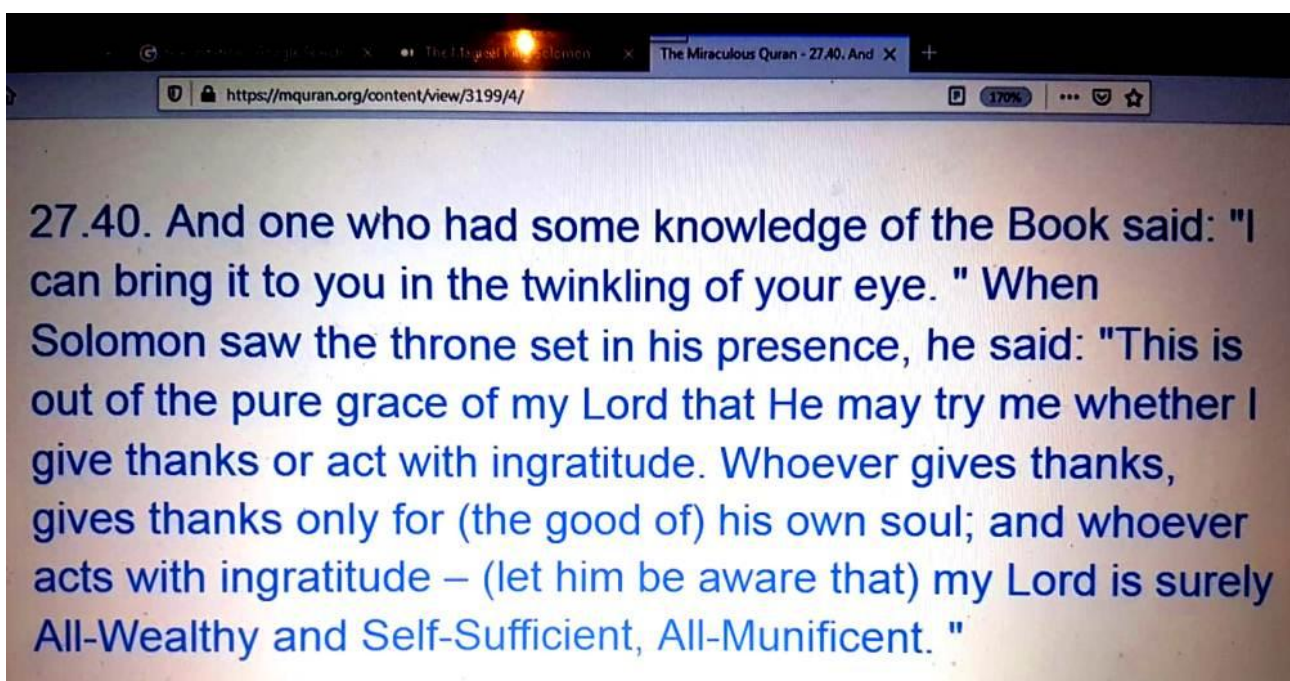 The Miraculous Quran - 27.40. And
https://mquran.org/content/view/3199/4/
170%
27.40. And one who had some knowledge of the Book said: "I
can bring it to you in the twinkling of your eye. " When
Solomon saw the throne set in his presence, he said: "This is
out of the pure grace of my Lord that He may try me whether I
give thanks or act with ingratitude. Whoever gives thanks,
gives thanks only for (the good of) his own soul; and whoever
acts with ingratitude – (let him be aware that) my Lord is surely
All-Wealthy and Self-Sufficient, All-Munificent. "